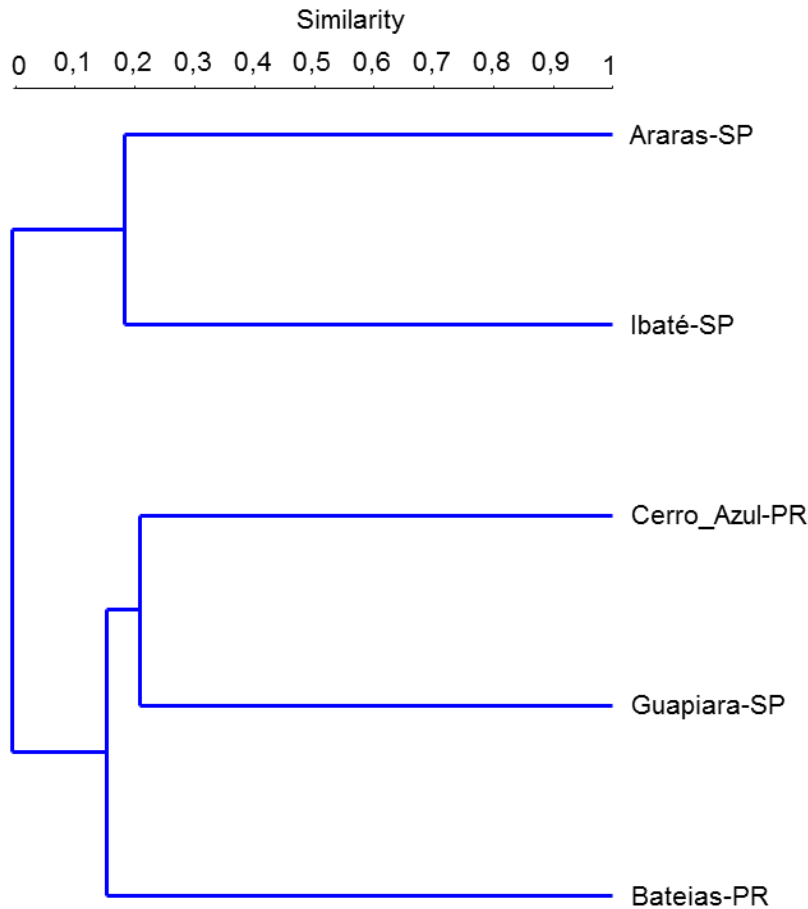 Similarity
0 0,1 0,2 0,3 0,4 0,5 0,6 0,7 0,8 0,9 1
Araras-SP
Ibaté-SP
Cerro_Azul-PR
Guapiara-SP
Bateias-PR